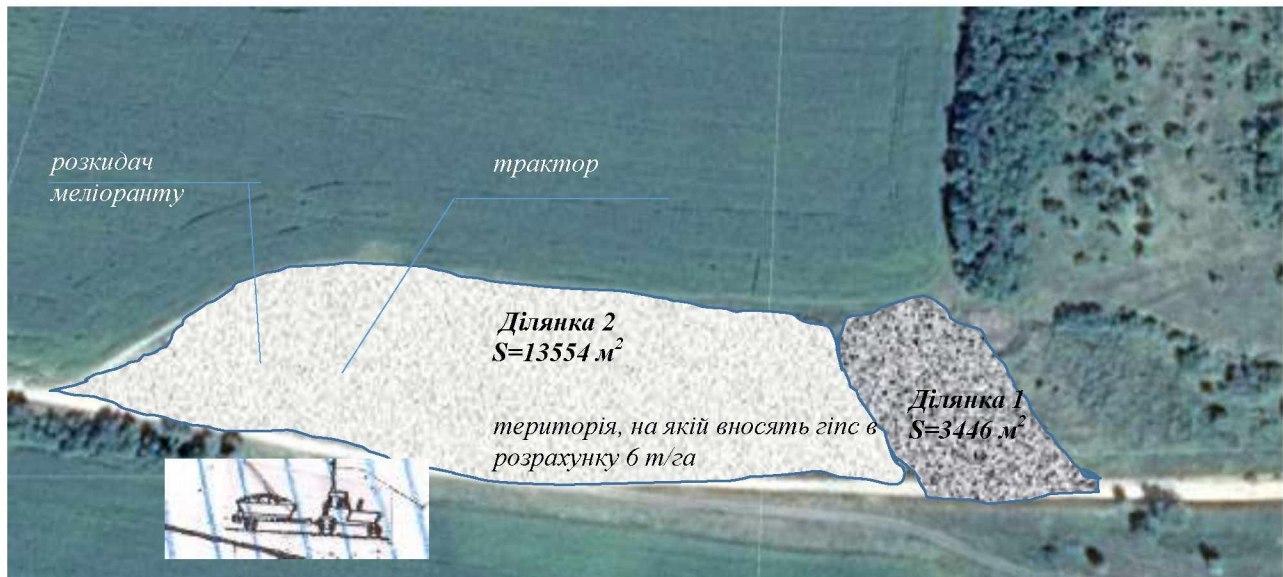 розкидач
меліоранту
трактор
Ділянка 2
S=13554 м²
територія, на якій вносять гіпс в
розрахунку 6 т/га
Ділянка 1
S=3446 м²